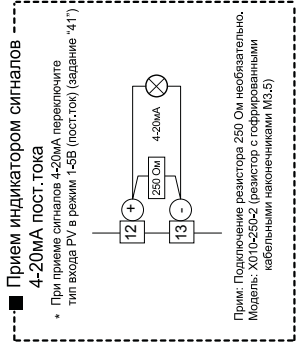 Прием индикатором сигналов
4-20мА пост.тока
* При приеме сигналов 4-20мА переключите
тип входа PV в режим 1-5В (пост.ток) (задание “41”)
12
+
13
-
250 Ом
4-20мА
Прим: Подключение резистора 250 Ом необязательно.
Модель: X010-250-2 (резистор с гофрированными
кабельными наконечниками М3,5)